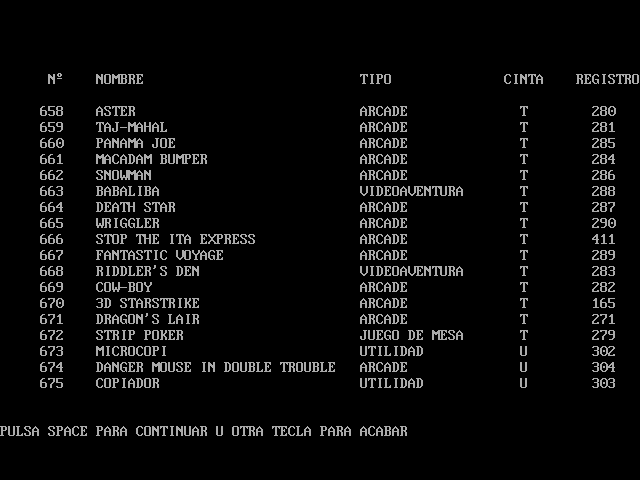 Nº NOMBRE TIPO CINTA REGISTRO
658 ASTER ARCADE T 280
659 TAJ-MAHAL ARCADE T 281
660 PANAMA JOE ARCADE T 285
661 MACADAM BUMPER ARCADE T 284
662 SNOWMAN ARCADE T 286
663 BABALIBA VIDEOAVENTURA T 288
664 DEATH STAR ARCADE T 287
665 WRIGGLER ARCADE T 290
666 STOP THE ITA EXPRESS ARCADE T 411
667 FANTASTIC VOYAGE ARCADE T 289
668 RIDDLER'S DEN VIDEOAVENTURA T 283
669 COW-BOY ARCADE T 282
670 3D STARSTRIKE ARCADE T 165
671 DRAGON'S LAIR ARCADE T 271
672 STRIP POKER JUEGO DE MESA T 279
673 MICROCOPI UTILIDAD U 302
674 DANGER MOUSE IN DOUBLE TROUBLE ARCADE U 304
675 COPIADOR UTILIDAD U 303
PULSA SPACE PARA CONTINUAR U OTRA TECLA PARA ACABAR